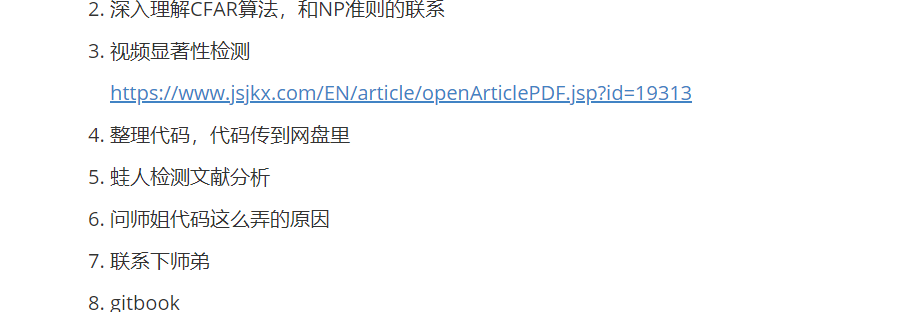 2. 深入理解CFAR算法，和NP准则的联系
3. 视频显著性检测
https://www.jsjkx.com/EN/article/openArticlePDF.jsp?id=19313
4. 整理代码，代码传到网盘里
5. 蛙人检测文献分析
6. 问师姐代码这么弄的原因
7. 联系下师弟
8. gitbook